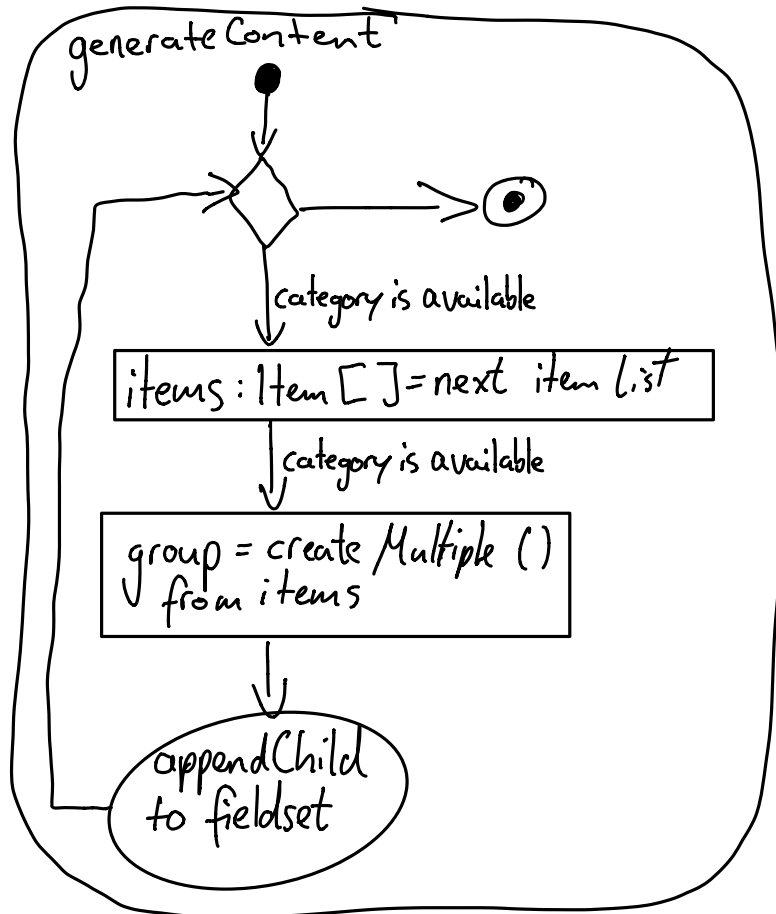 generateContent
category is available
items : Item [ ] = next item list
category is available
group = create Multiple ( )
from items
appendChild
to fieldset